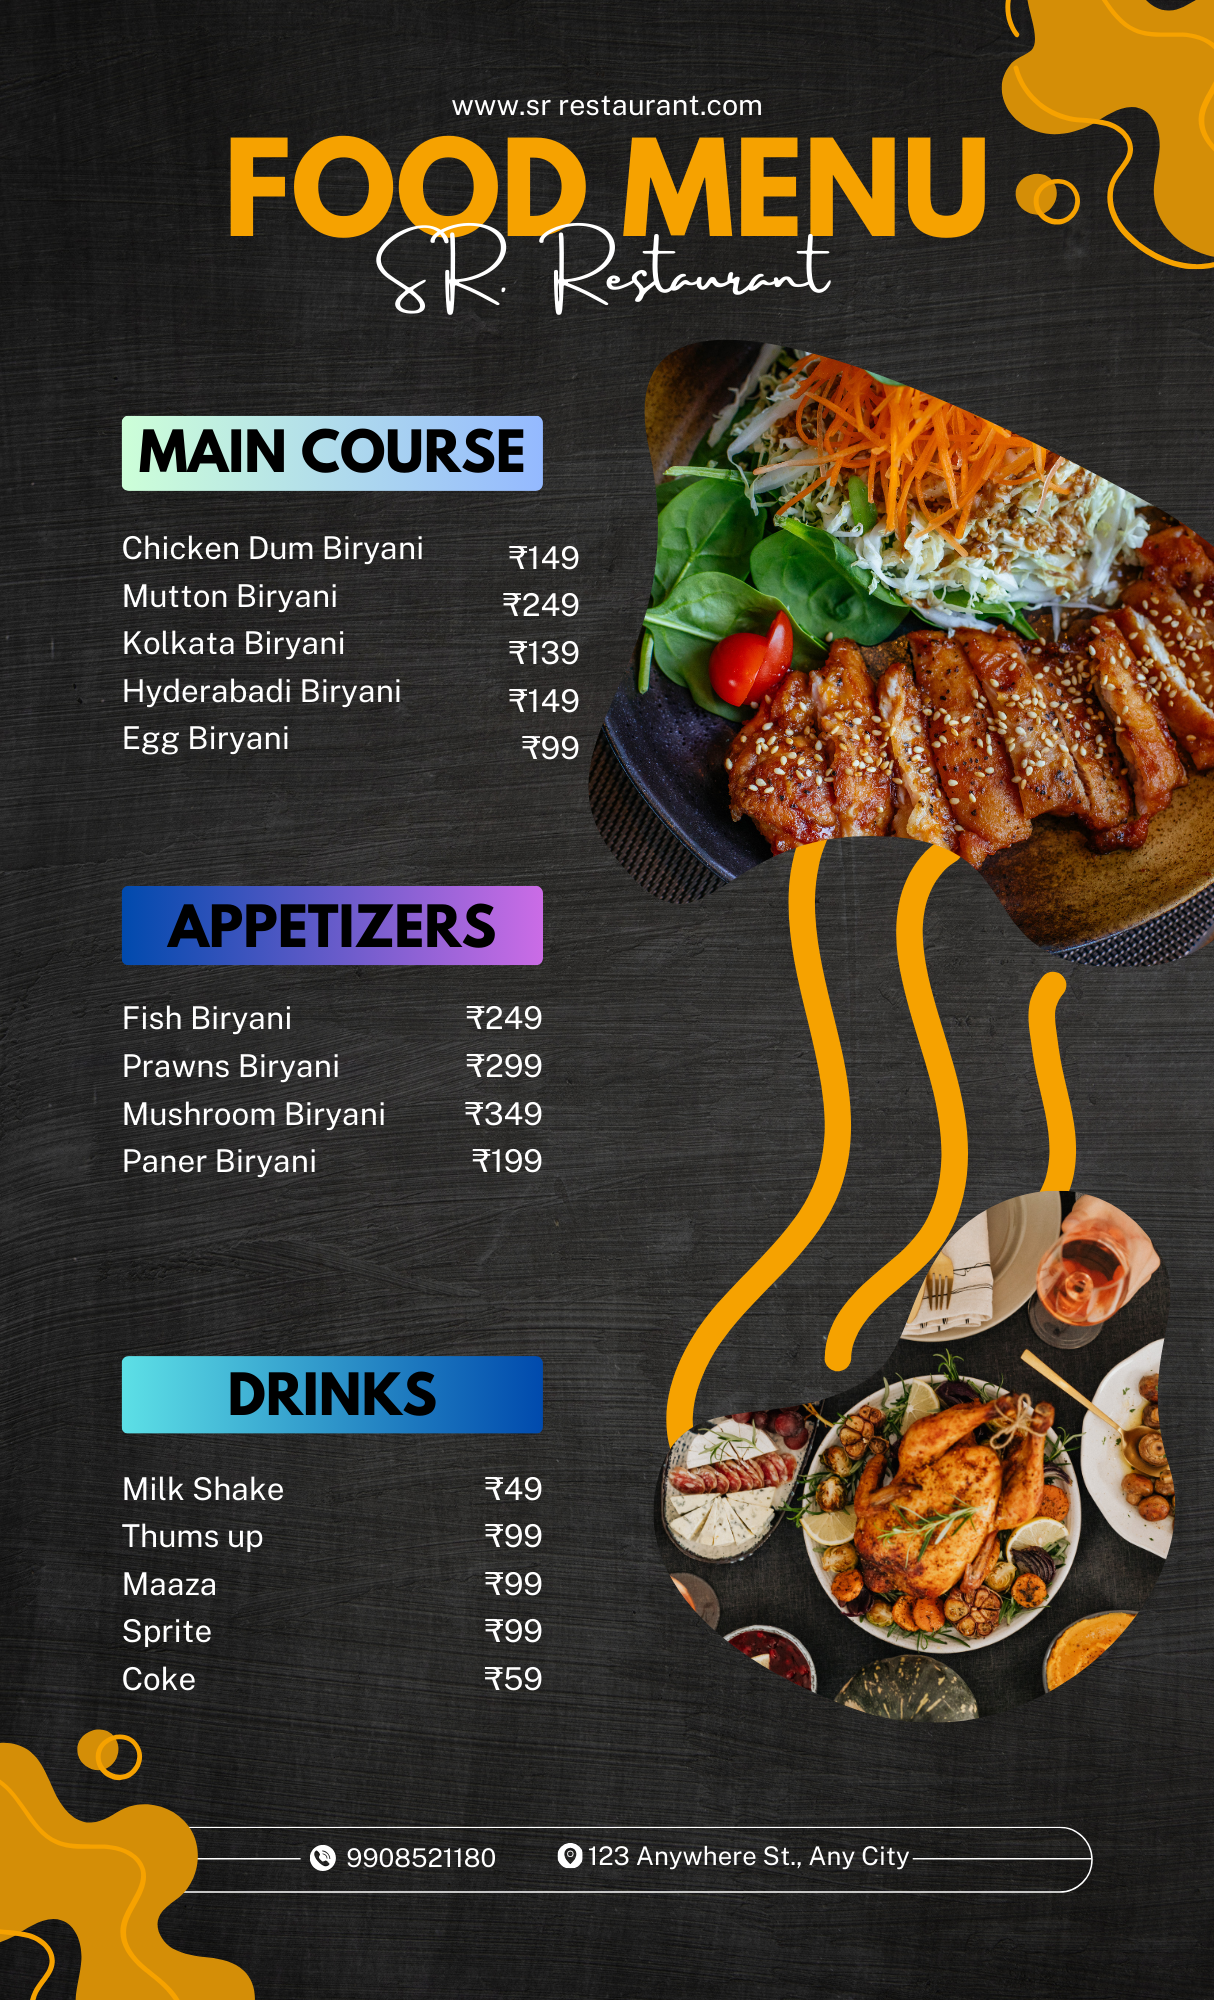 www.sr restaurant.com
FOOD MENU
SR. Restaurant
MAIN COURSE
Chicken Dum Biryani ₹149
Mutton Biryani ₹249
Kolkata Biryani ₹139
Hyderabadi Biryani ₹149
Egg Biryani ₹99
APPETIZERS
Fish Biryani ₹249
Prawns Biryani ₹299
Mushroom Biryani ₹349
Paner Biryani ₹199
DRINKS
Milk Shake ₹49
Thums up ₹99
Maaza ₹99
Sprite ₹99
Coke ₹59
9908521180 123 Anywhere St., Any City